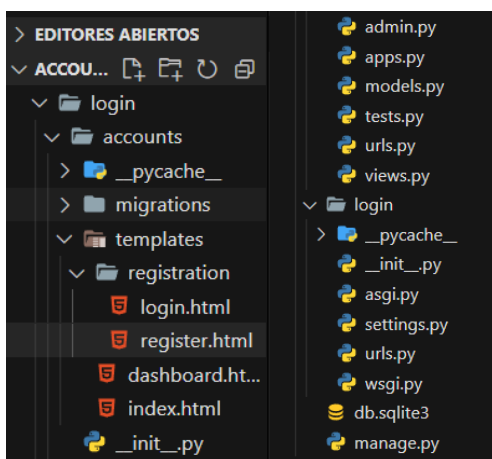 EDITORES ABIERTOS
ACCOU...
login
accounts
__pycache__
migrations
templates
registration
login.html
register.html
dashboard.ht...
index.html
__init__.py
admin.py
apps.py
models.py
tests.py
urls.py
views.py
login
__pycache__
__init__.py
asgi.py
settings.py
urls.py
wsgi.py
db.sqlite3
manage.py